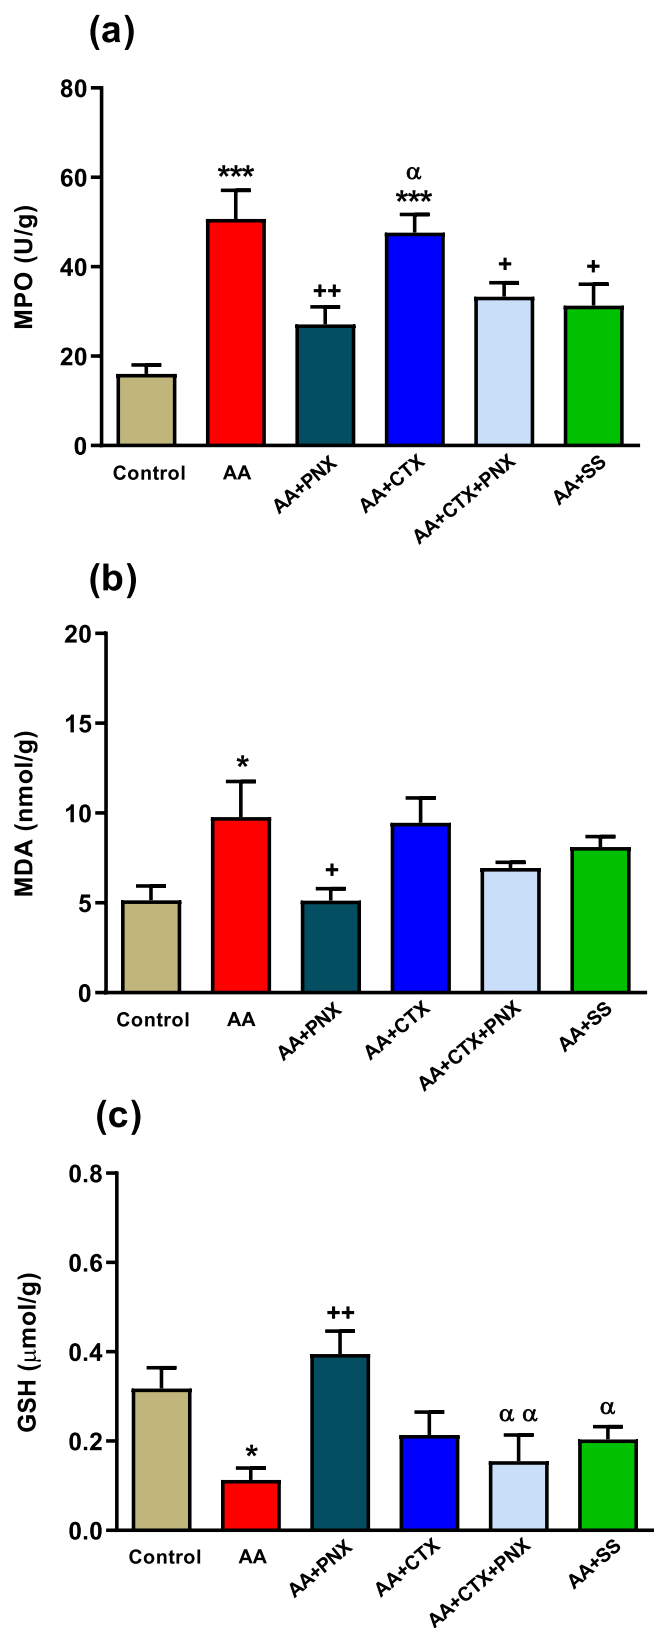 (a)
MPO (U/g)
80
60
40
20
0
***
++
α
***
+
+
Control
AA
AA+PNX
AA+CTX
AA+CTX+PNX
AA+SS
(b)
MDA (nmol/g)
20
15
10
5
0
*
+
Control
AA
AA+PNX
AA+CTX
AA+CTX+PNX
AA+SS
(c)
GSH (μmol/g)
0.8
0.6
0.4
0.2
0.0
*
++
α α
α
Control
AA
AA+PNX
AA+CTX
AA+CTX+PNX
AA+SS